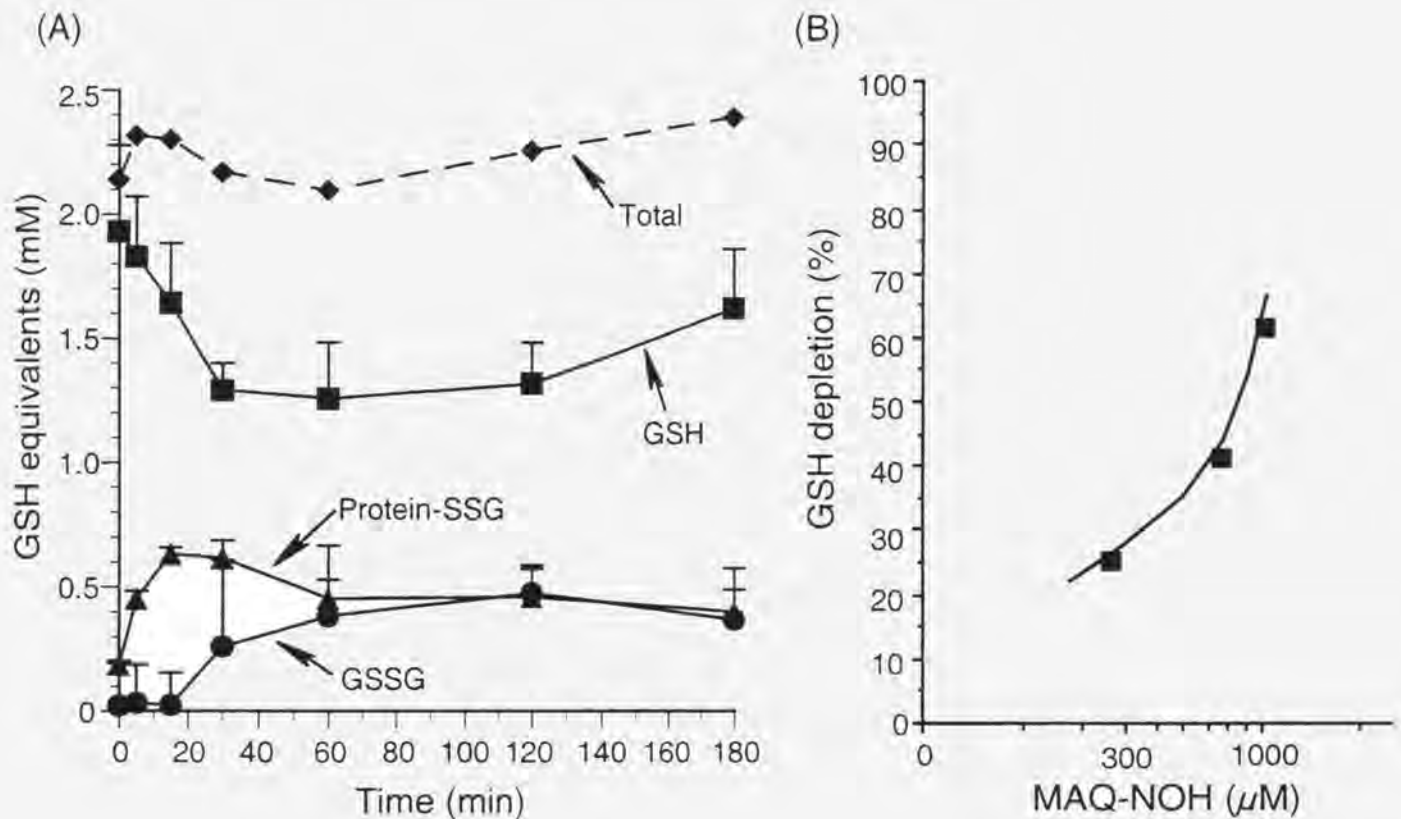 (A)
(B)
GSH equivalents (mM)
2.5
2.0
1.5
1.0
0.5
0
Total
GSH
Protein-SSG
GSSG
0 20 40 60 80 100 120 140 160 180
Time (min)
GSH depletion (%)
100
90
80
70
60
50
40
30
20
10
0
0 300 1000
MAQ-NOH (µM)